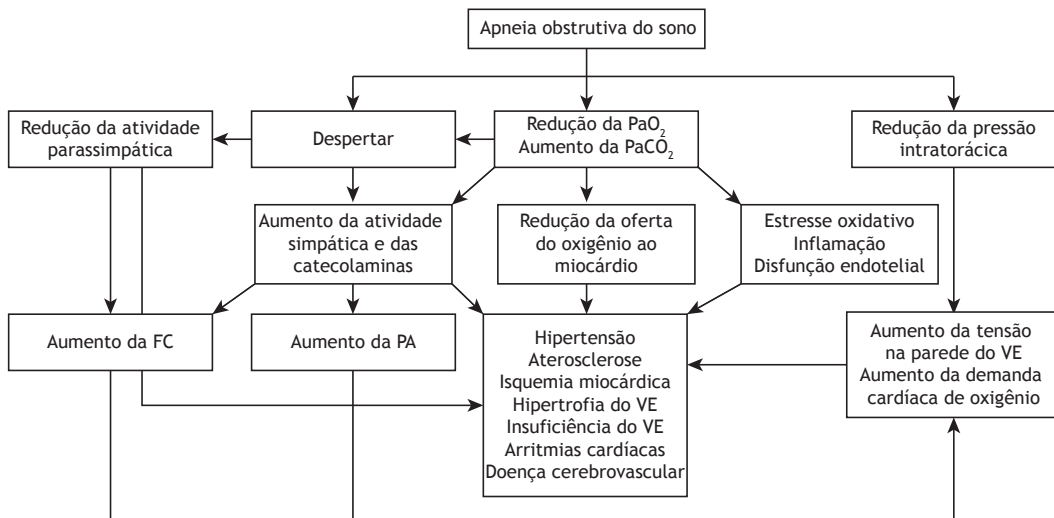 Apneia obstrutiva do sono
Redução da atividade
parassimpática
Despertar
Redução da PaO₂
Aumento da PaCO₂
Redução da pressão
intratorácica
Aumento da atividade
simpática e das
catecolaminas
Redução da oferta
do oxigênio ao
miocárdio
Estresse oxidativo
Inflamação
Disfunção endotelial
Aumento da FC
Aumento da PA
Hipertensão
Aterosclerose
Isquemia miocárdica
Hipertrofia do VE
Insuficiência do VE
Arritmias cardíacas
Doença cerebrovascular
Aumento da tensão
na parede do VE
Aumento da demanda
cardíaca de oxigênio